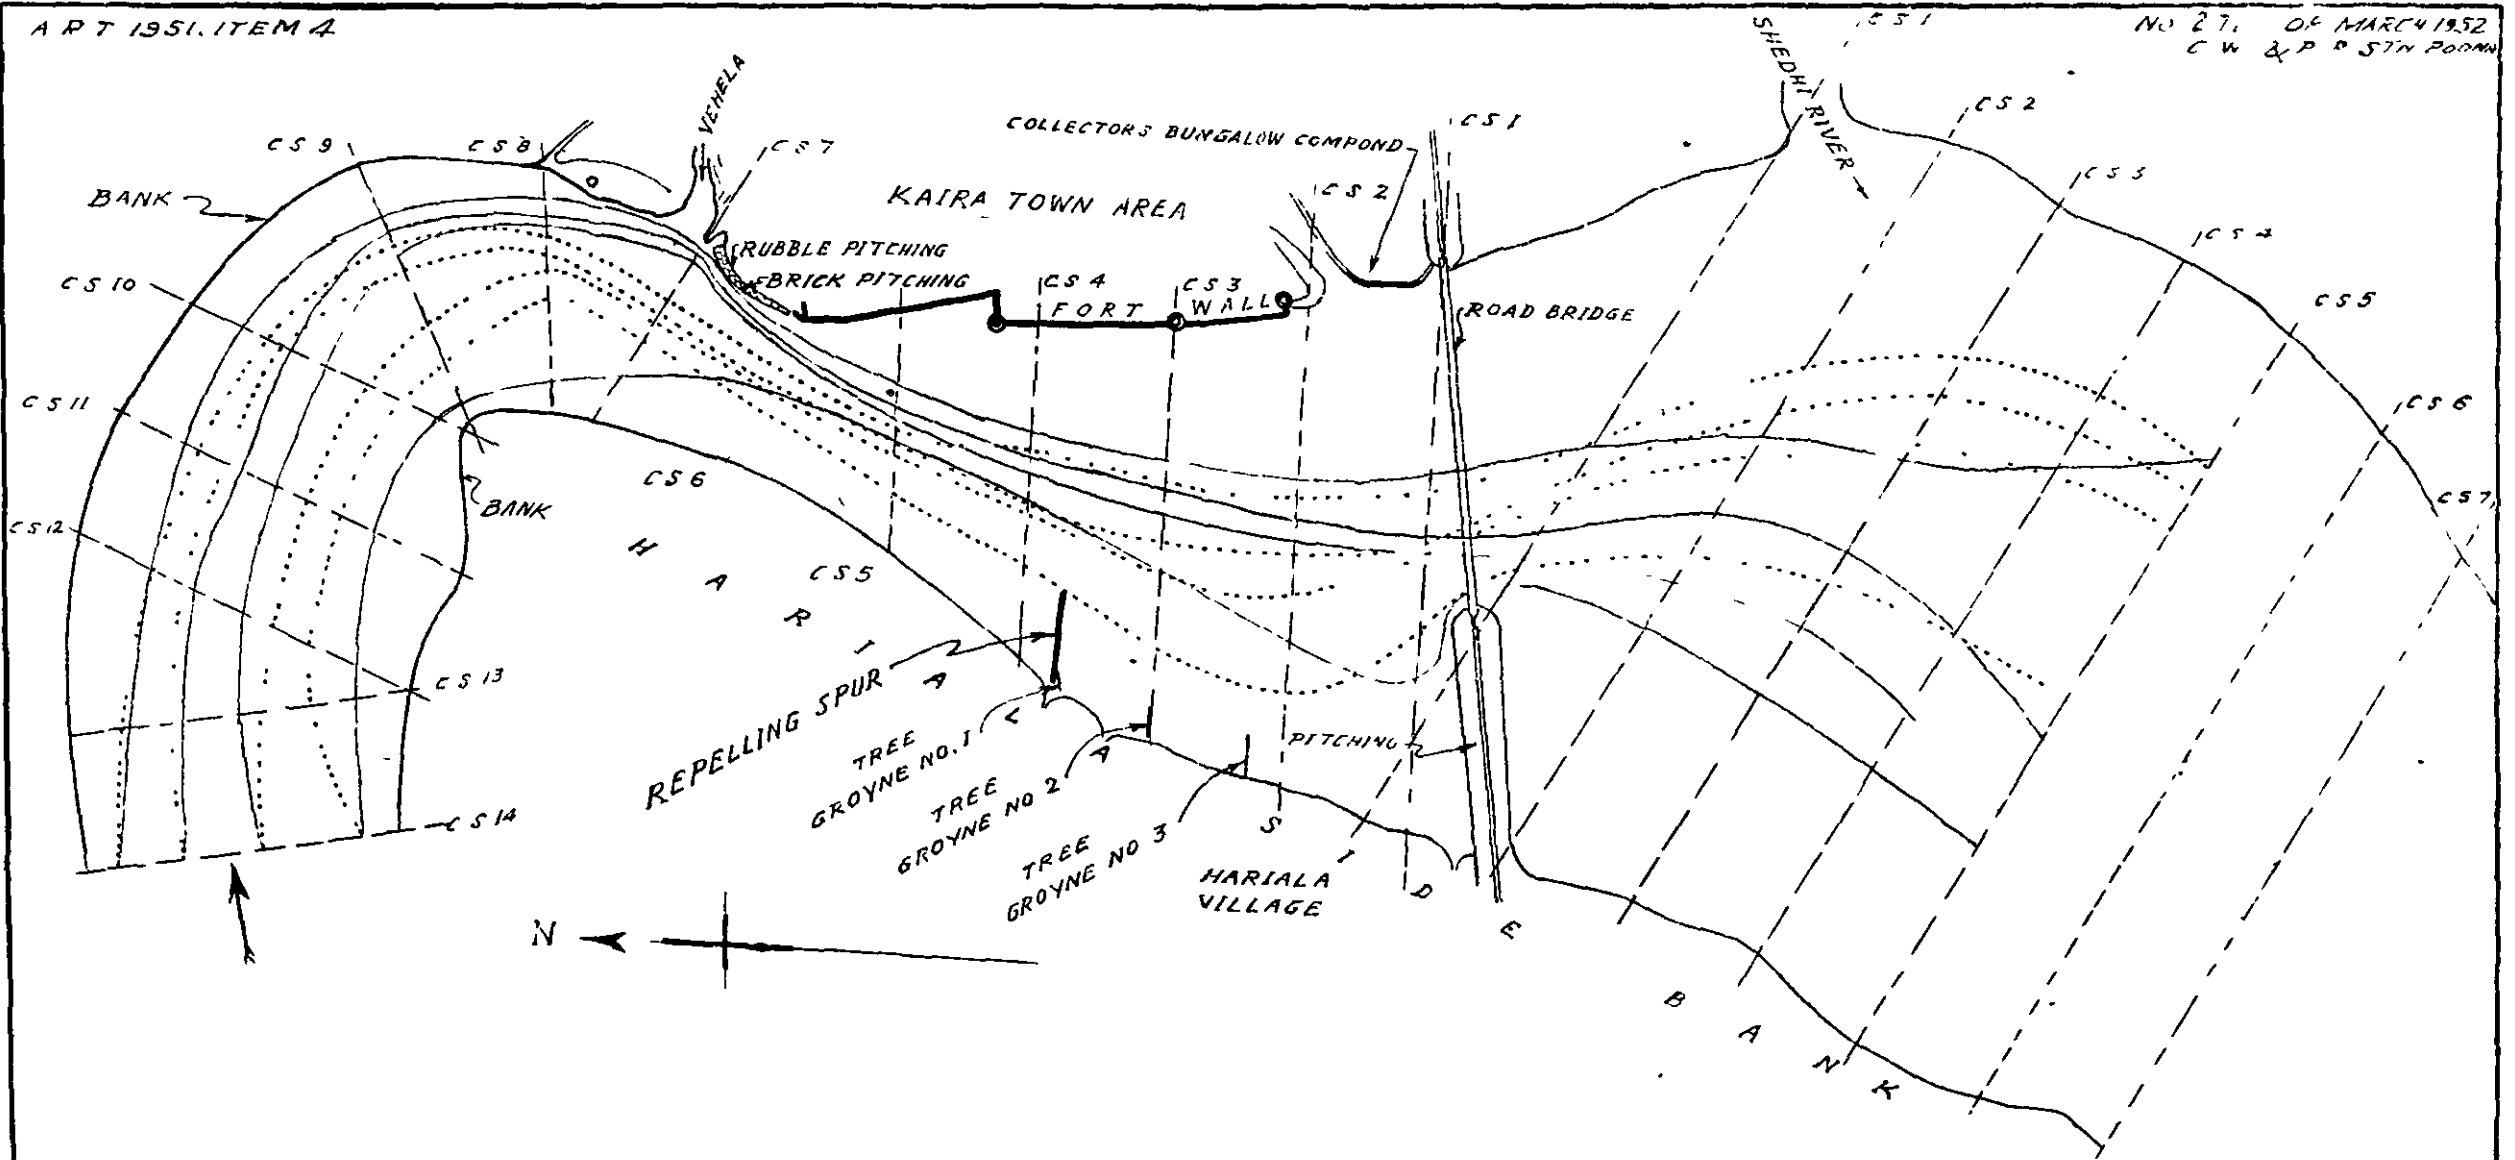 A R T 1951. ITEM 4
No 27. OF MARCH 1952
C W & P R STN POONA
SHEDHI RIVER
C S 1
C S 2
C S 3
C S 4
C S 5
C S 6
C S 7
VEHELA
COLLECTORS BUNGALOW COMPOND
C S 1
C S 9
C S 8
C S 7
BANK
KAIRA TOWN AREA
C S 2
RUBBLE PITCHING
BRICK PITCHING
C S 4
C S 3
FORT WALL
ROAD BRIDGE
C S 10
C S 11
C S 12
C S 6
BANK
C S 5
C S 13
C S 14
HARIALA SIDE BANK
REPELLING SPUR
TREE
GROYNE NO. 1
TREE
GROYNE NO 2
TREE
GROYNE NO 3
PITCHING
HARIALA
VILLAGE
N